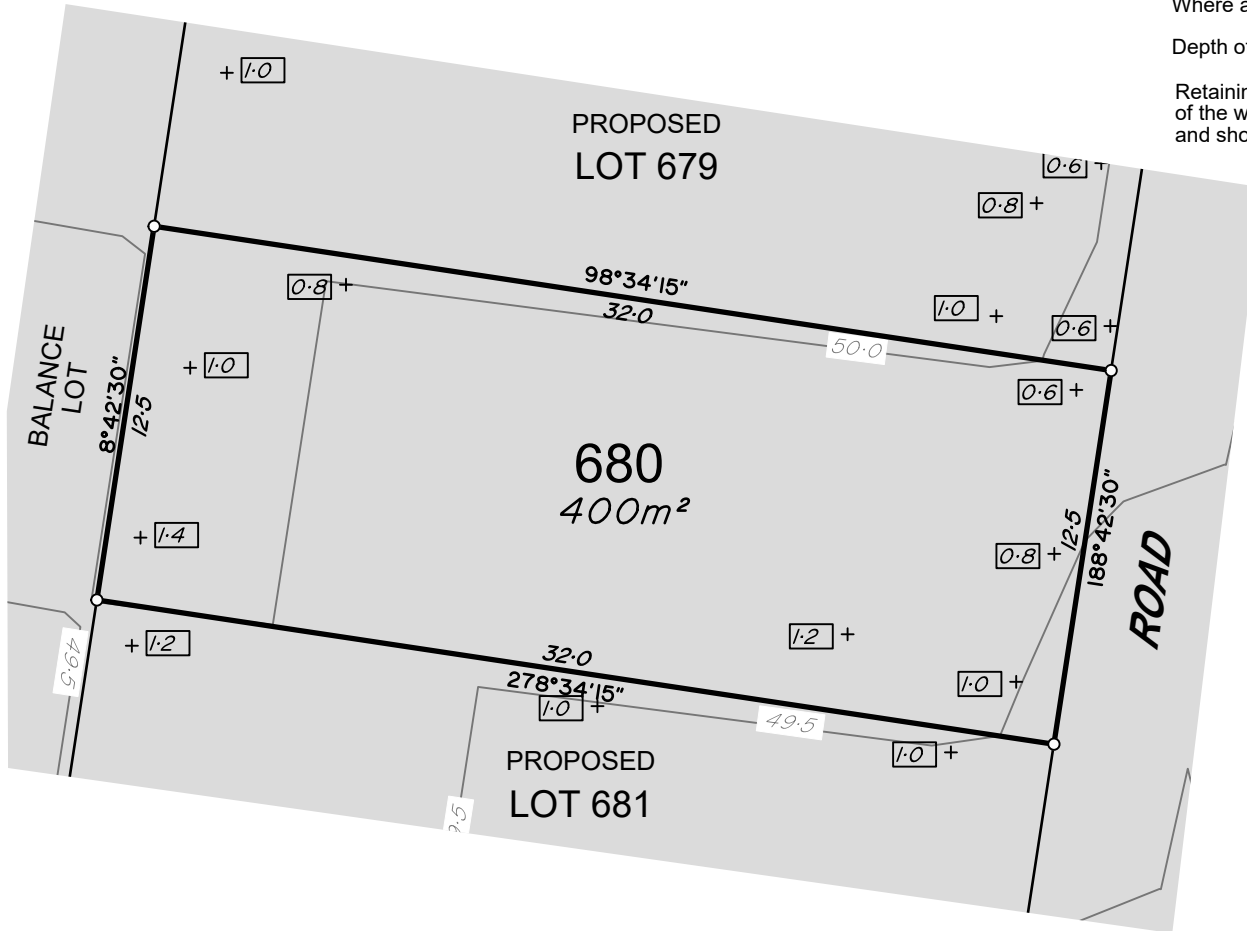 Where a
Depth of
Retainin
of the w
and sho
1·0
PROPOSED
LOT 679
0·6
0·8
98°34'15"
32·0
0·8
1·0
0·6
50·0
1·0
0·6
BALANCE
LOT
8°42'30"
12·5
680
400m²
1·4
0·8
12·5
188°42'30"
ROAD
1·2
1·2
49·5
32·0
278°34'15"
1·0
1·0
49·5
1·0
PROPOSED
LOT 681